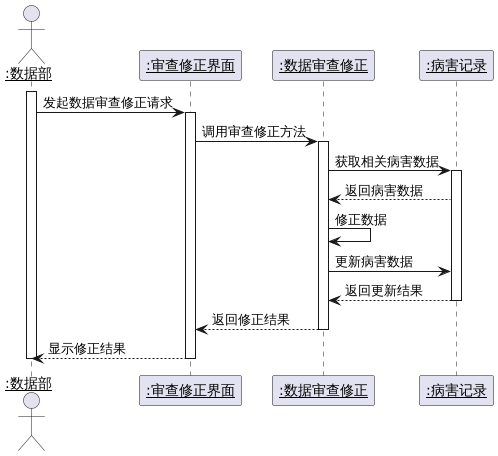 :数据部
:审查修正界面
:数据审查修正
:病害记录
发起数据审查修正请求
调用审查修正方法
获取相关病害数据
返回病害数据
修正数据
更新病害数据
返回更新结果
返回修正结果
显示修正结果
:数据部
:审查修正界面
:数据审查修正
:病害记录